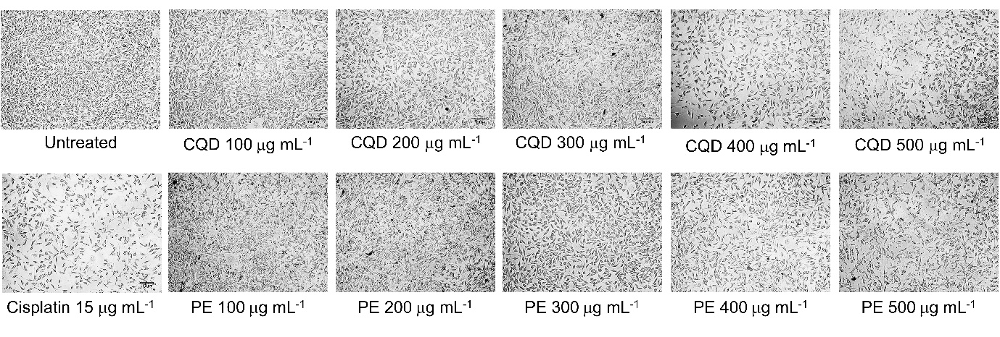 Untreated
CQD 100 μg mL-1
CQD 200 μg mL-1
CQD 300 μg mL-1
CQD 400 μg mL-1
CQD 500 μg mL-1
Cisplatin 15 μg mL-1
PE 100 μg mL-1
PE 200 μg mL-1
PE 300 μg mL-1
PE 400 μg mL-1
PE 500 μg mL-1